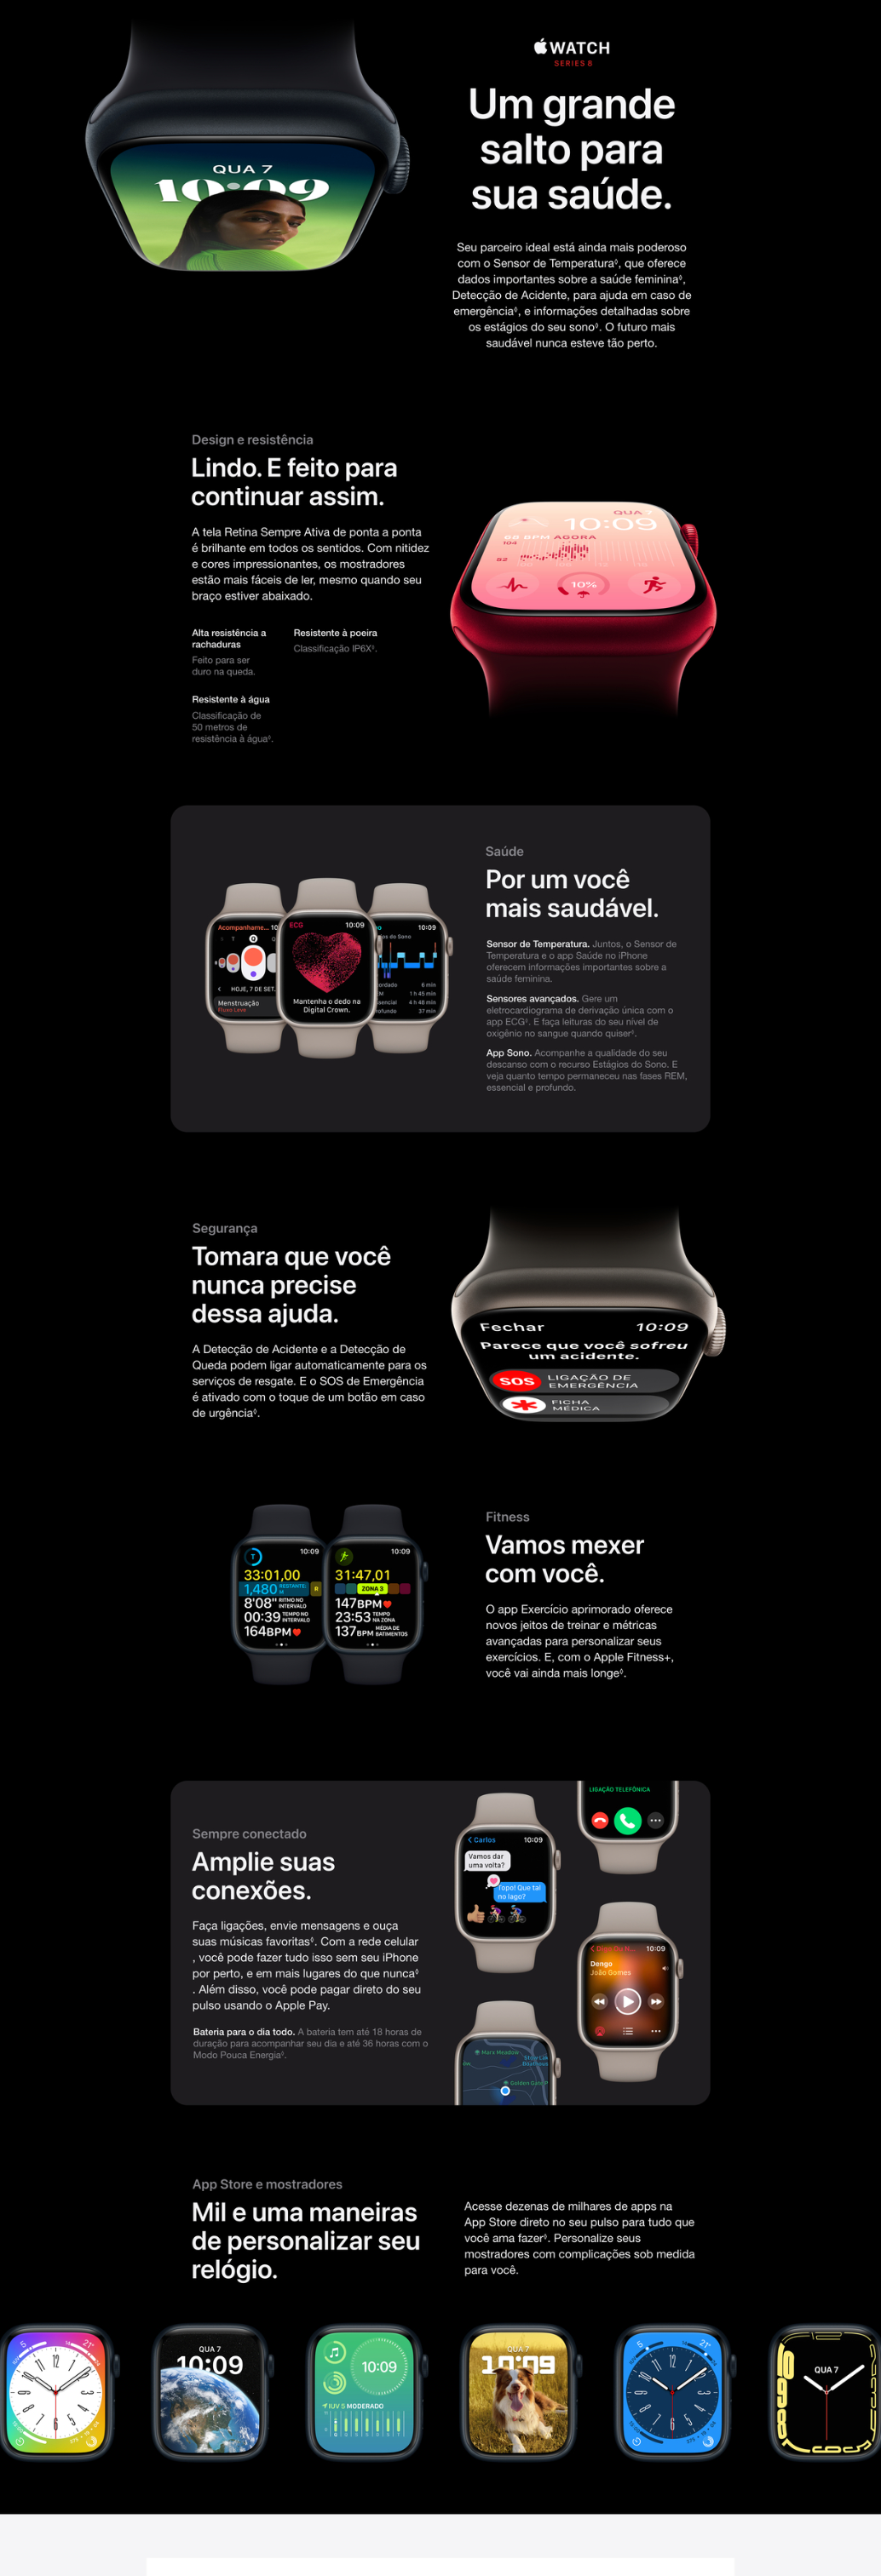 WATCH
SERIES 8
Um grande
salto para
sua saúde.
QUA 7
10:09
Seu parceiro ideal está ainda mais poderoso
com o Sensor de Temperatura◊, que oferece
dados importantes sobre a saúde feminina◊,
Detecção de Acidente, para ajuda em caso de
emergência◊, e informações detalhadas sobre
os estágios do seu sono◊. O futuro mais
saudável nunca esteve tão perto.
Design e resistência
Lindo. E feito para
continuar assim.
A tela Retina Sempre Ativa de ponta a ponta
é brilhante em todos os sentidos. Com nitidez
e cores impressionantes, os mostradores
estão mais fáceis de ler, mesmo quando seu
braço estiver abaixado.
Alta resistência a
rachaduras
Feito para ser
duro na queda.
Resistente à poeira
Classificação IP6X◊.
Resistente à água
Classificação de
50 metros de
resistência à água◊.
QUA 7
10:09
BPM AGORA
104
82
10%
Saúde
Por um você
mais saudável.
Sensor de Temperatura. Juntos, o Sensor de
Temperatura e o app Saúde no iPhone
oferecem informações importantes sobre a
saúde feminina.
Sensores avançados. Gere um
eletrocardiograma de derivação única com o
app ECG◊. E faça leituras do seu nível de
oxigênio no sangue quando quiser◊.
App Sono. Acompanhe a qualidade do seu
descanso com o recurso Estágios do Sono. E
veja quanto tempo permaneceu nas fases REM,
essencial e profundo.
Acompanhame... 10
HOJE, 7 DE SET.
Menstruação
Fluxo Leve
ECG 10:09
Mantenha o dedo na
Digital Crown.
10:09
do Sono
6 min
1 h 45 min
4 h 46 min
37 min
Segurança
Tomara que você
nunca precise
dessa ajuda.
A Detecção de Acidente e a Detecção de
Queda podem ligar automaticamente para os
serviços de resgate. E o SOS de Emergência
é ativado com o toque de um botão em caso
de urgência◊.
Fechar 10:09
Parece que você sofreu
um acidente.
SOS LIGAÇÃO DE
EMERGÊNCIA
FICHA
MÉDICA
T 10:09
33:01,00
1,480 RESTANTE: M R
8'08" RITMO NO
INTERVALO
00:39 TEMPO NO
INTERVALO
164BPM
10:09
31:47,01
ZONA 3
147BPM
23:53 TEMPO
NA ZONA
137BPM MÉDIA DE
BATIMENTOS
Fitness
Vamos mexer
com você.
O app Exercício aprimorado oferece
novos jeitos de treinar e métricas
avançadas para personalizar seus
exercícios. E, com o Apple Fitness+,
você vai ainda mais longe◊.
Sempre conectado
Amplie suas
conexões.
Faça ligações, envie mensagens e ouça
suas músicas favoritas◊. Com a rede celular
, você pode fazer tudo isso sem seu iPhone
por perto, e em mais lugares do que nunca◊
. Além disso, você pode pagar direto do seu
pulso usando o Apple Pay.
Bateria para o dia todo. A bateria tem até 18 horas de
duração para acompanhar seu dia e até 36 horas com o
Modo Pouca Energia◊.
LIGAÇÃO TELEFÔNICA
Carlos 10:09
Vamos dar
uma volta?
Topo! Que tal
no lago?
10:09
Dengo
João Gomes
Mark Meadow
Golden Gate P
App Store e mostradores
Mil e uma maneiras
de personalizar seu
relógio.
Acesse dezenas de milhares de apps na
App Store direto no seu pulso para tudo que
você ama fazer◊. Personalize seus
mostradores com complicações sob medida
para você.
QUA 7
10:09
10:09
IUV 5 MODERADO
QUA 7
10:09
QUA 7